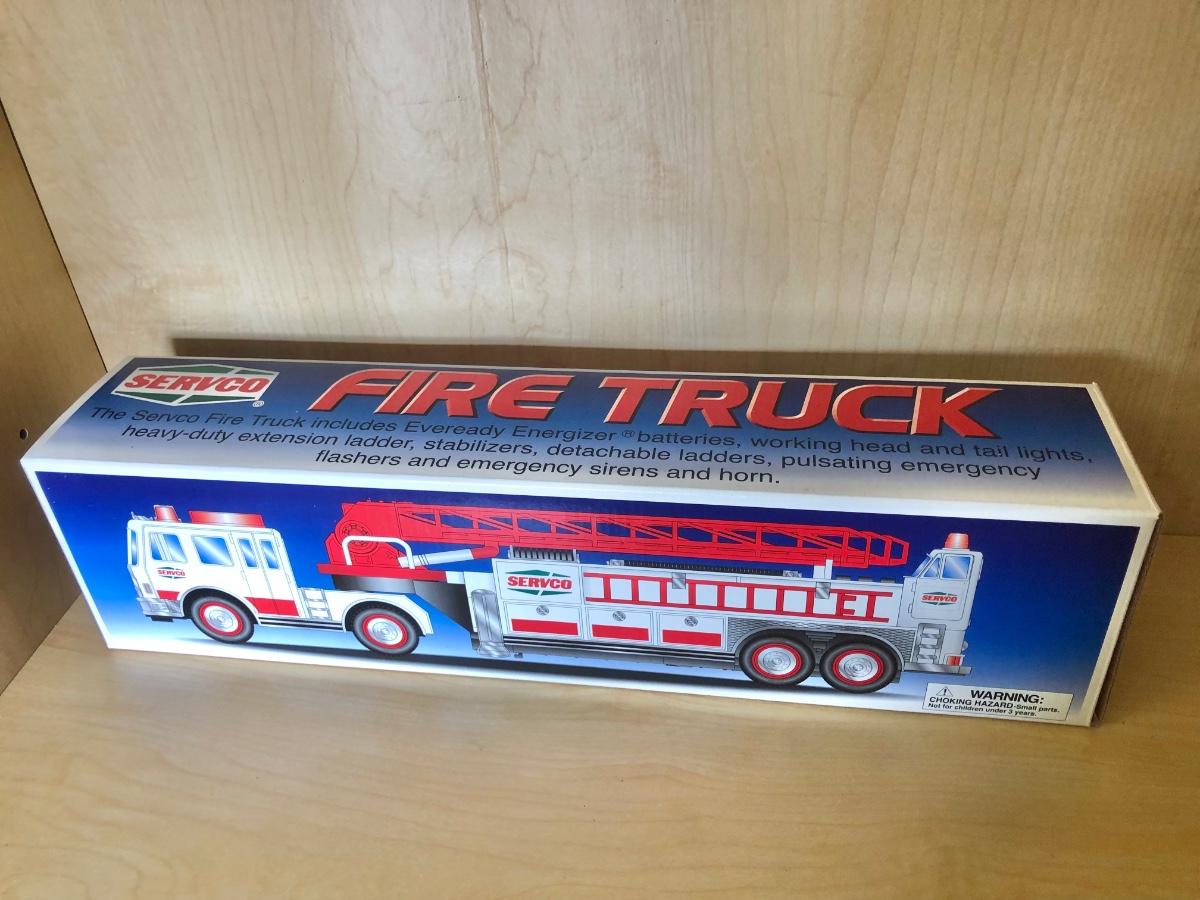 SERVCO®
FIRE TRUCK
The Servco Fire Truck includes Eveready Energizer® batteries, working head and tail lights,
heavy-duty extension ladder, stabilizers, detachable ladders, pulsating emergency
flashers and emergency sirens and horn.
SERVCO
SERVCO
SERVCO
WARNING:
CHOKING HAZARD-Small parts.
Not for children under 3 years.